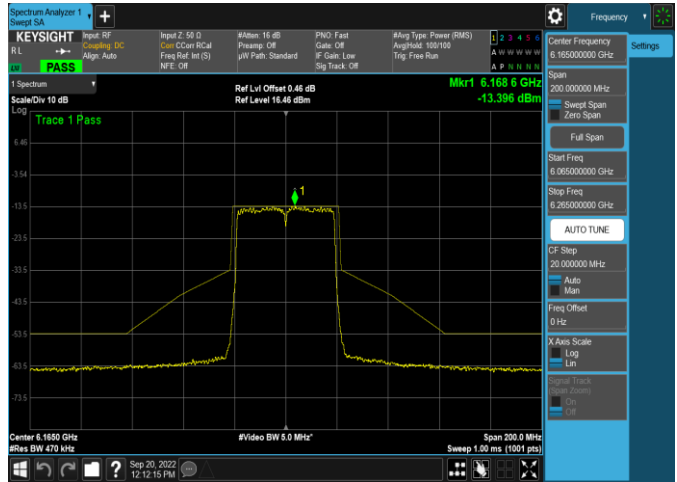 Spectrum Analyzer 1
Swept SA
Frequency
KEYSIGHT
RL
PASS
Input: RF
Coupling: DC
Align: Auto
Input Z: 50 Ω
Corr CCorr RCal
Freq Ref: Int (S)
NFE: Off
#Atten: 16 dB
Preamp: Off
µW Path: Standard
PNO: Fast
Gate: Off
IF Gain: Low
Sig Track: Off
#Avg Type: Power (RMS)
Avg|Hold: 100/100
Trig: Free Run
1 2 3 4 5 6
A W W W W W
A P N N N N
1 Spectrum
Scale/Div 10 dB
Log
Ref Lvl Offset 0.46 dB
Ref Level 16.46 dBm
Mkr1 6.168 6 GHz
-13.396 dBm
Trace 1 Pass
6.46
-3.54
-13.5
-23.5
-33.5
-43.5
-53.5
-63.5
-73.5
1
Center 6.1650 GHz
#Res BW 470 kHz
#Video BW 5.0 MHz*
Span 200.0 MHz
Sweep 1.00 ms (1001 pts)
Sep 20, 2022
12:12:15 PM
Center Frequency
6.165000000 GHz
Settings
Span
200.000000 MHz
Swept Span
Zero Span
Full Span
Start Freq
6.065000000 GHz
Stop Freq
6.265000000 GHz
AUTO TUNE
CF Step
20.000000 MHz
Auto
Man
Freq Offset
0 Hz
X Axis Scale
Log
Lin
Signal Track
(Span Zoom)
On
Off